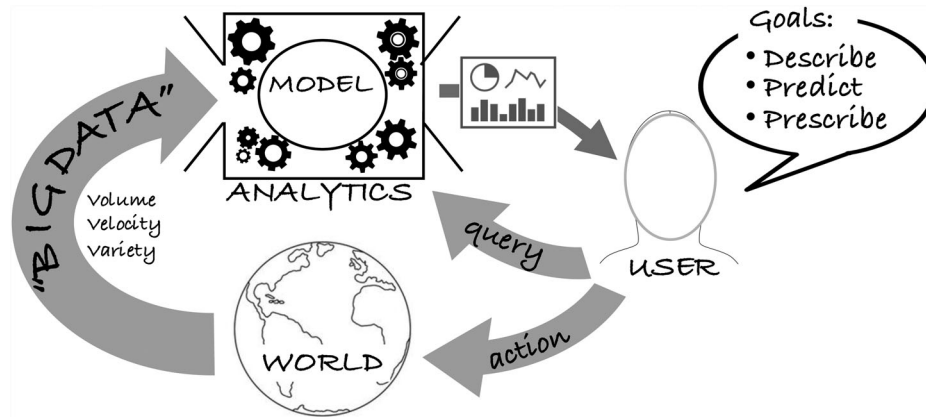 Goals:
• Describe
• Predict
• Prescribe
MODEL
ANALYTICS
"BIG DATA"
Volume
Velocity
Variety
query
USER
action
WORLD